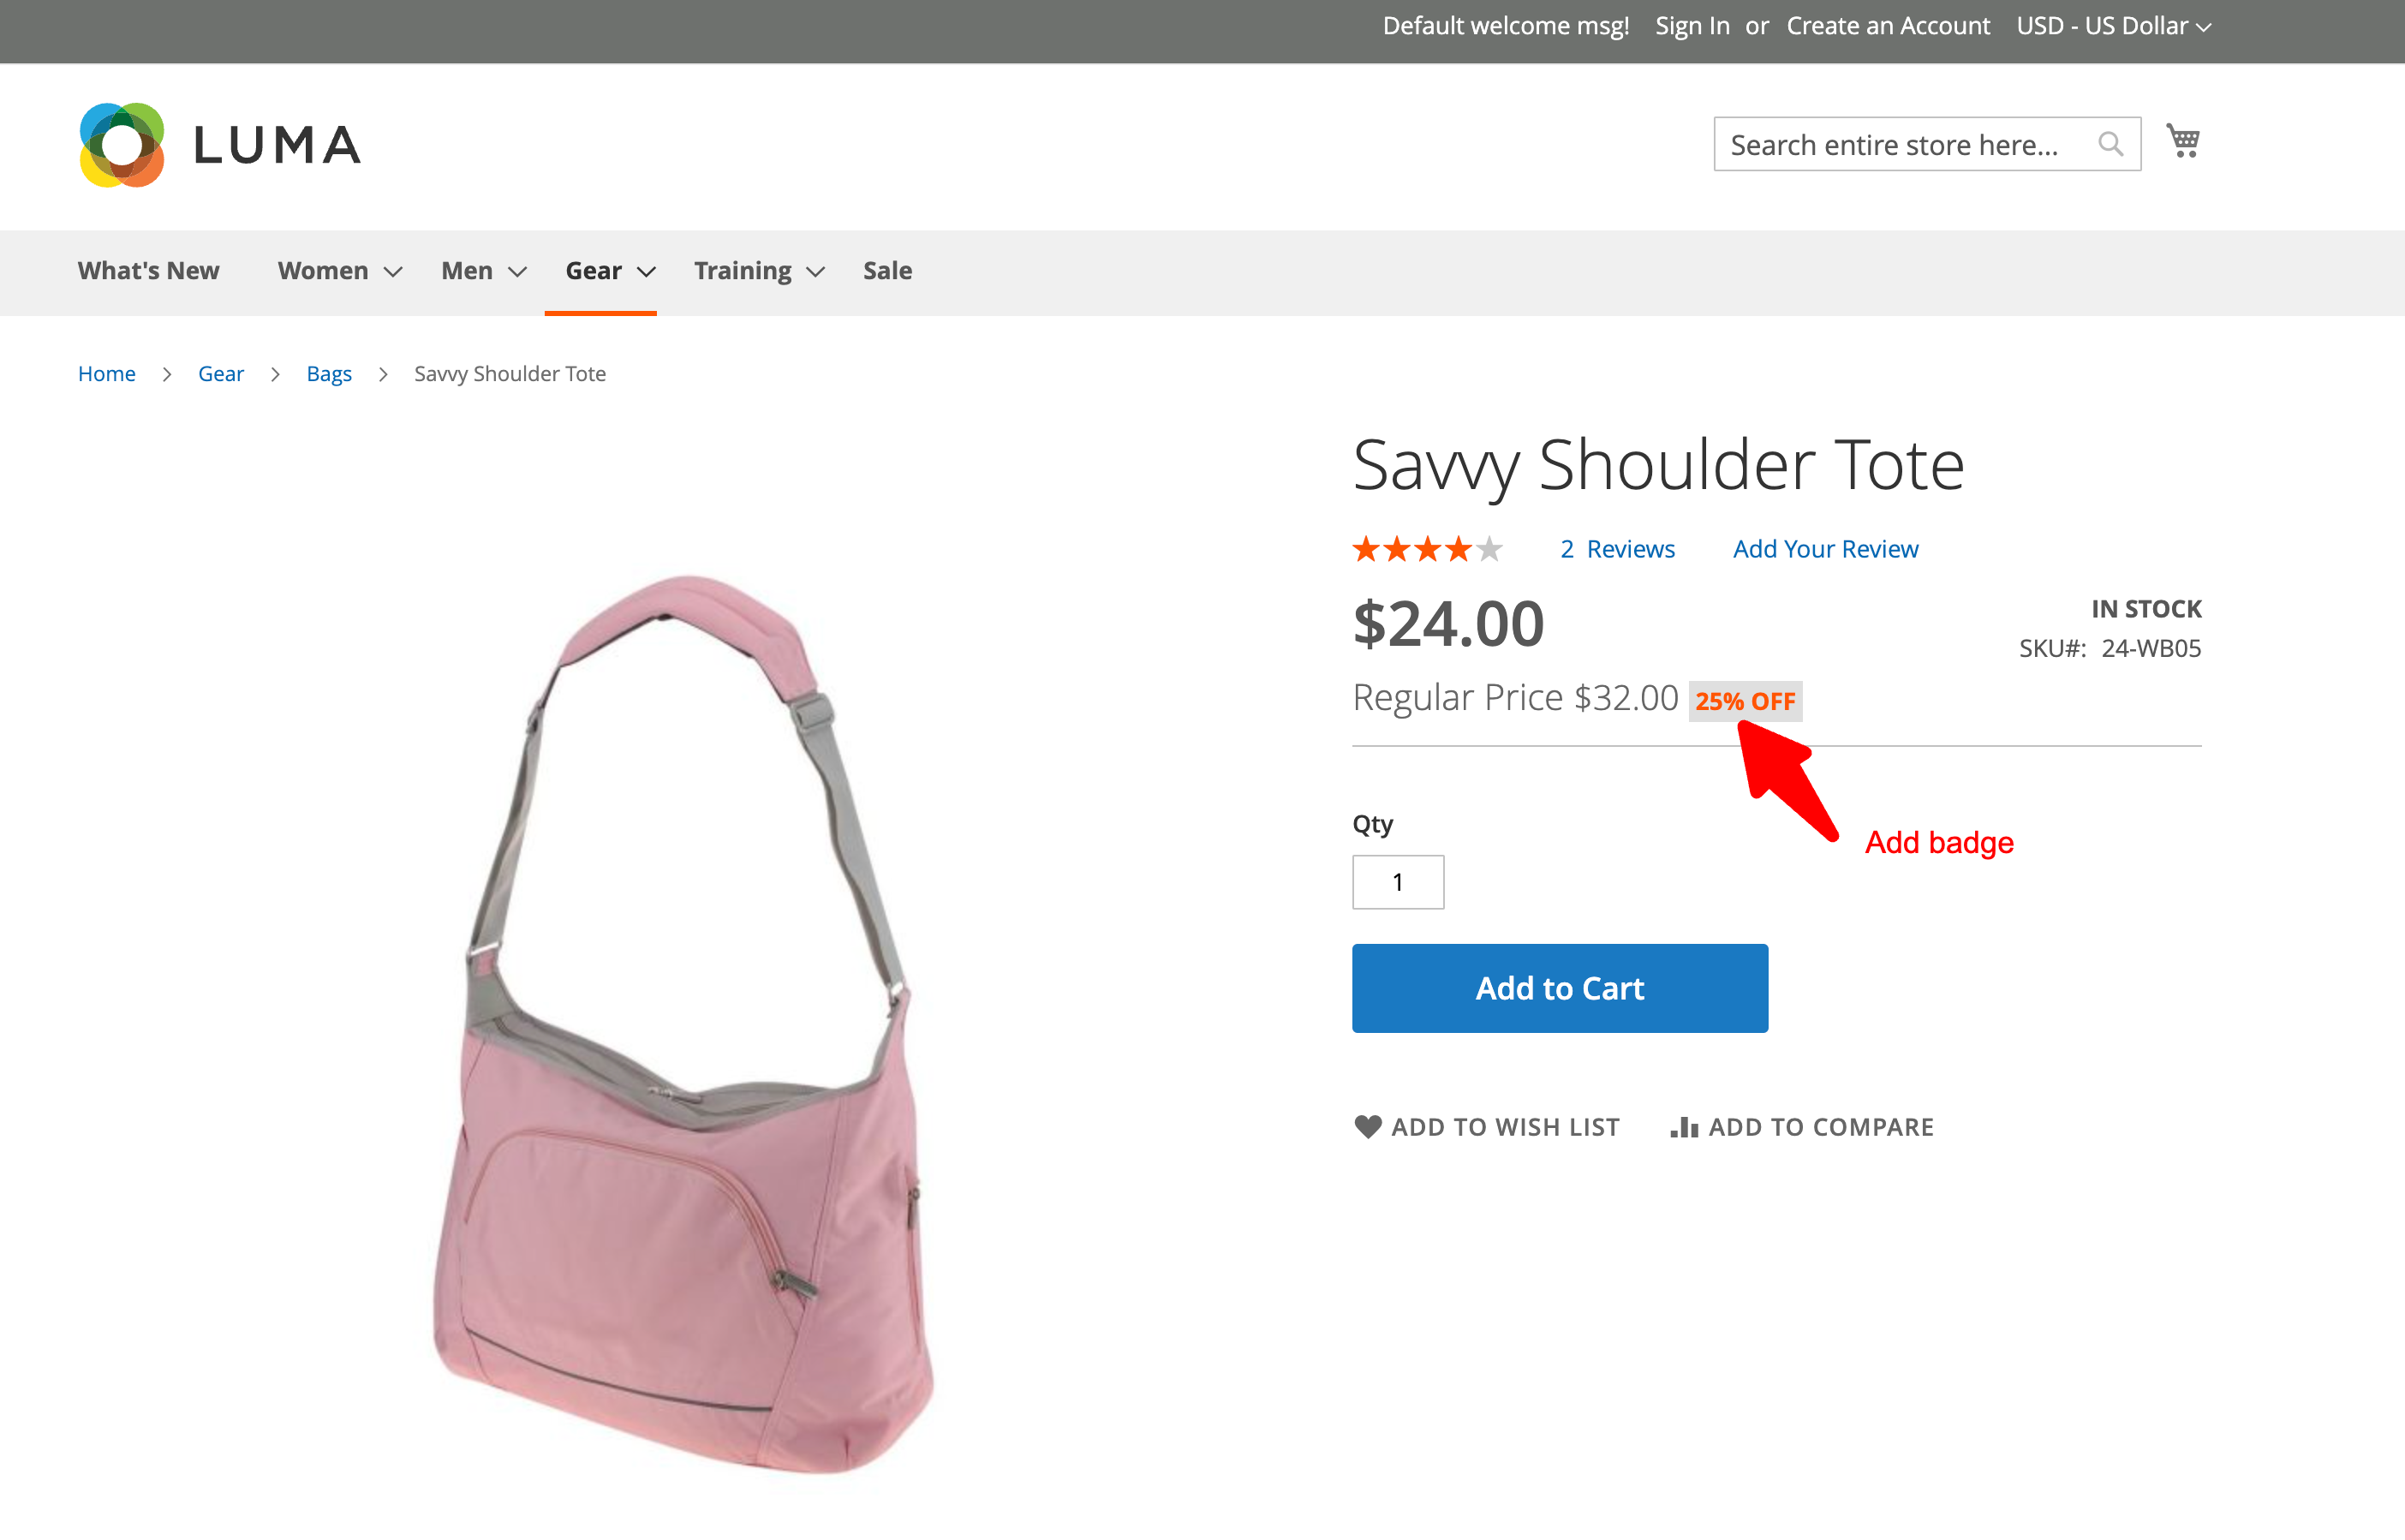 Default welcome msg! Sign In or Create an Account USD - US Dollar
LUMA
Search entire store here...
What's New Women Men Gear Training Sale
Home Gear Bags Savvy Shoulder Tote
Savvy Shoulder Tote
2 Reviews Add Your Review
$24.00
IN STOCK
SKU#: 24-WB05
Regular Price $32.00 25% OFF
Add badge
Qty
1
Add to Cart
ADD TO WISH LIST ADD TO COMPARE